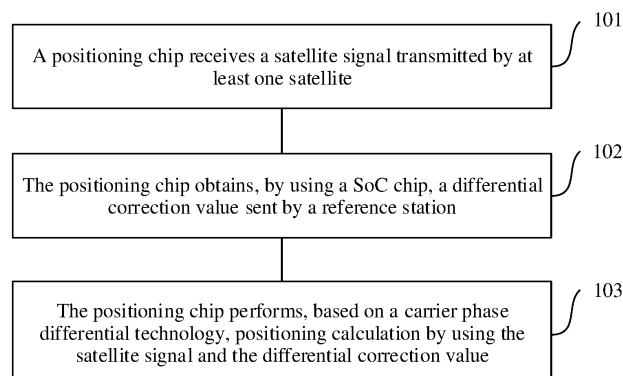 101
A positioning chip receives a satellite signal transmitted by at
least one satellite
102
The positioning chip obtains, by using a SoC chip, a differential
correction value sent by a reference station
103
The positioning chip performs, based on a carrier phase
differential technology, positioning calculation by using the
satellite signal and the differential correction value